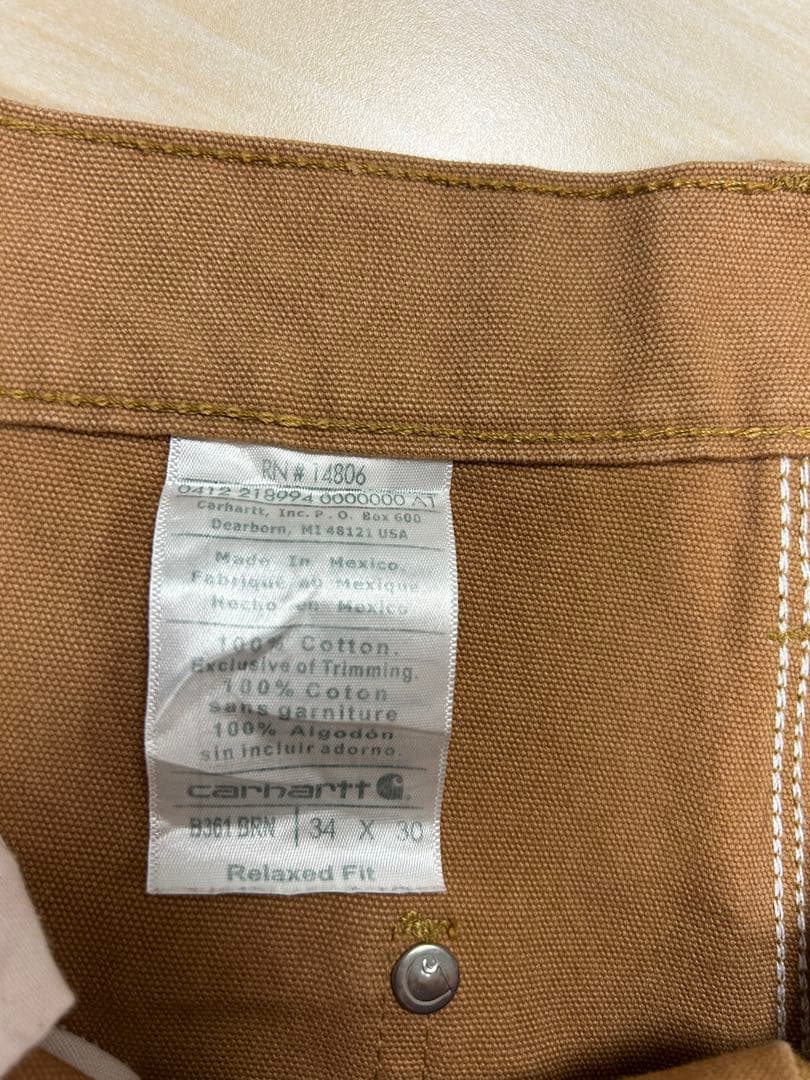 RN # 14806
0412 218994 0000000 AT
Carhartt, Inc. P. O. Box 600
Dearborn, MI 48121 USA
Made In Mexico.
Fabriqué au Mexique
Hecho en Mexico
100% Cotton.
Exclusive of Trimming.
100% Coton
sans garniture
100% Algodón
sin incluir adorno.
carhartt
B361 BRN | 34 X 30
Relaxed Fit